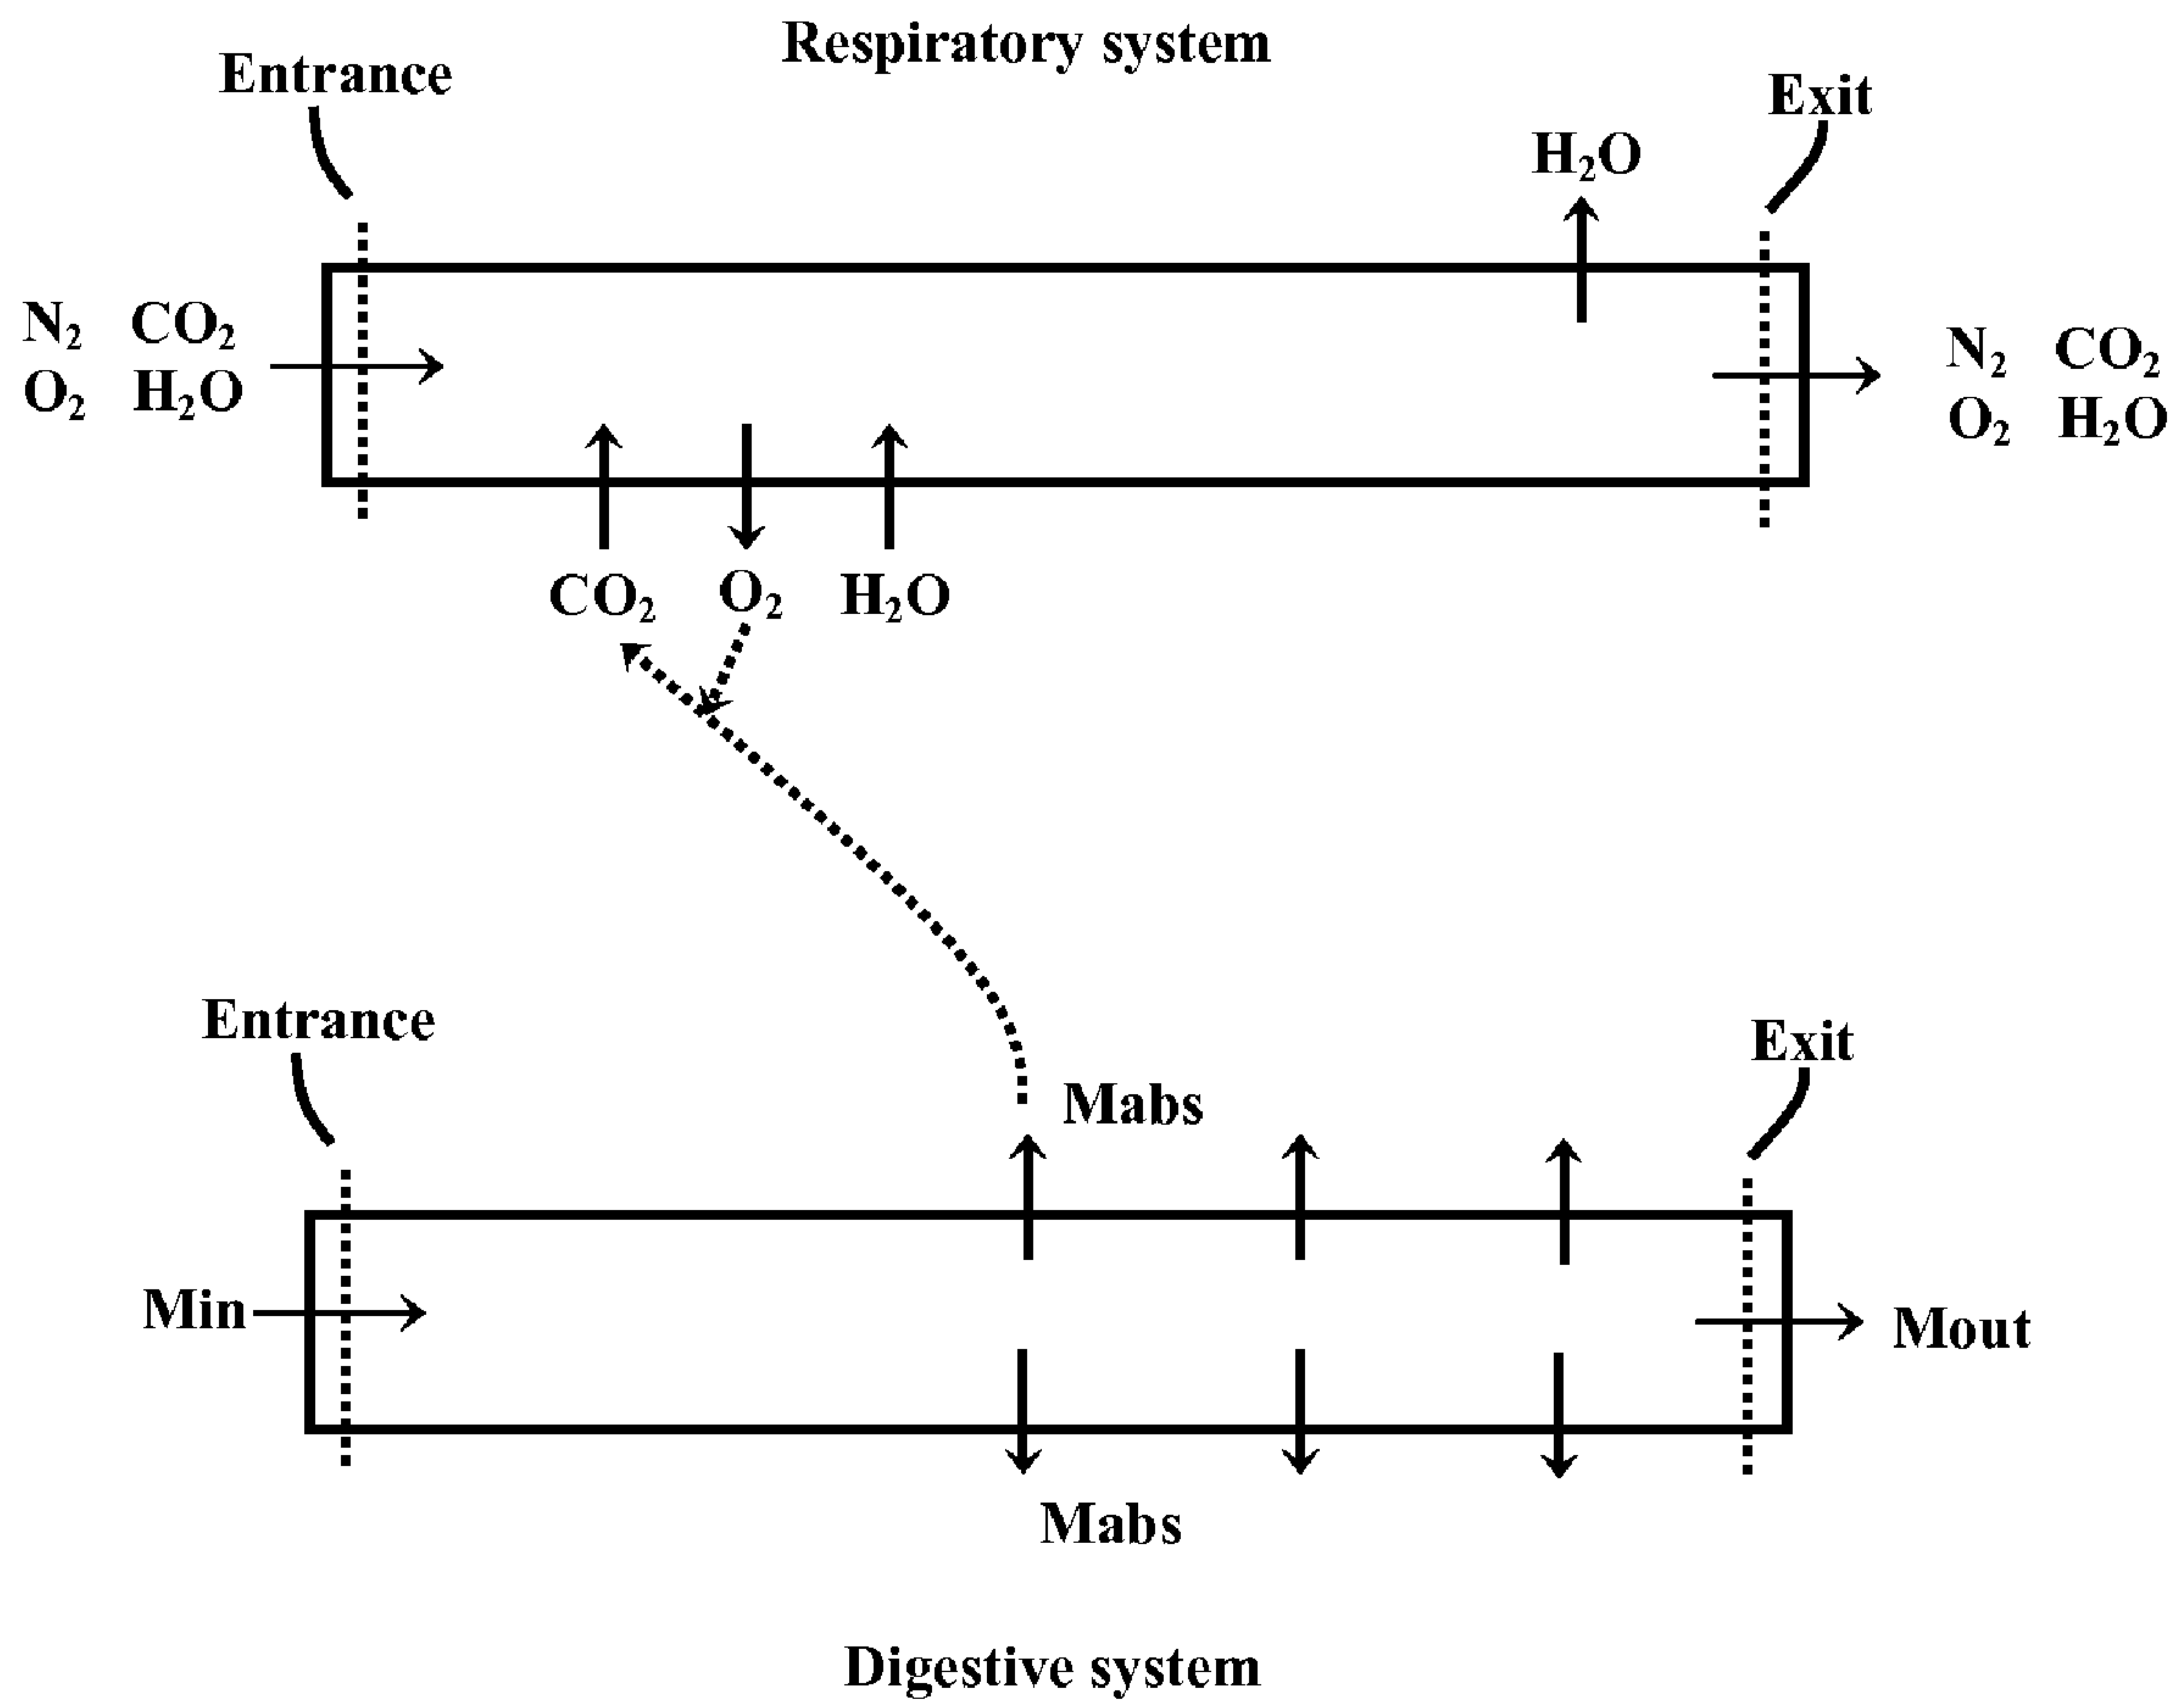 Respiratory system
Entrance
Exit
H₂O
N₂ CO₂
O₂ H₂O
N₂ CO₂
O₂ H₂O
CO₂ O₂ H₂O
Entrance
Exit
Mabs
Min
Mout
Mabs
Digestive system